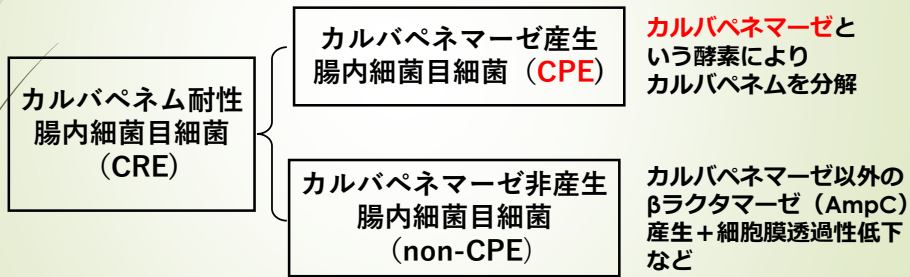 カルバペネム耐性
腸内細菌目細菌
（CRE）
カルバペネマーゼ産生
腸内細菌目細菌（CPE）
カルバペネマーゼと
いう酵素により
カルバペネムを分解
カルバペネマーゼ非産生
腸内細菌目細菌
（non-CPE）
カルバペネマーゼ以外の
βラクタマーゼ（AmpC）
産生＋細胞膜透過性低下
など